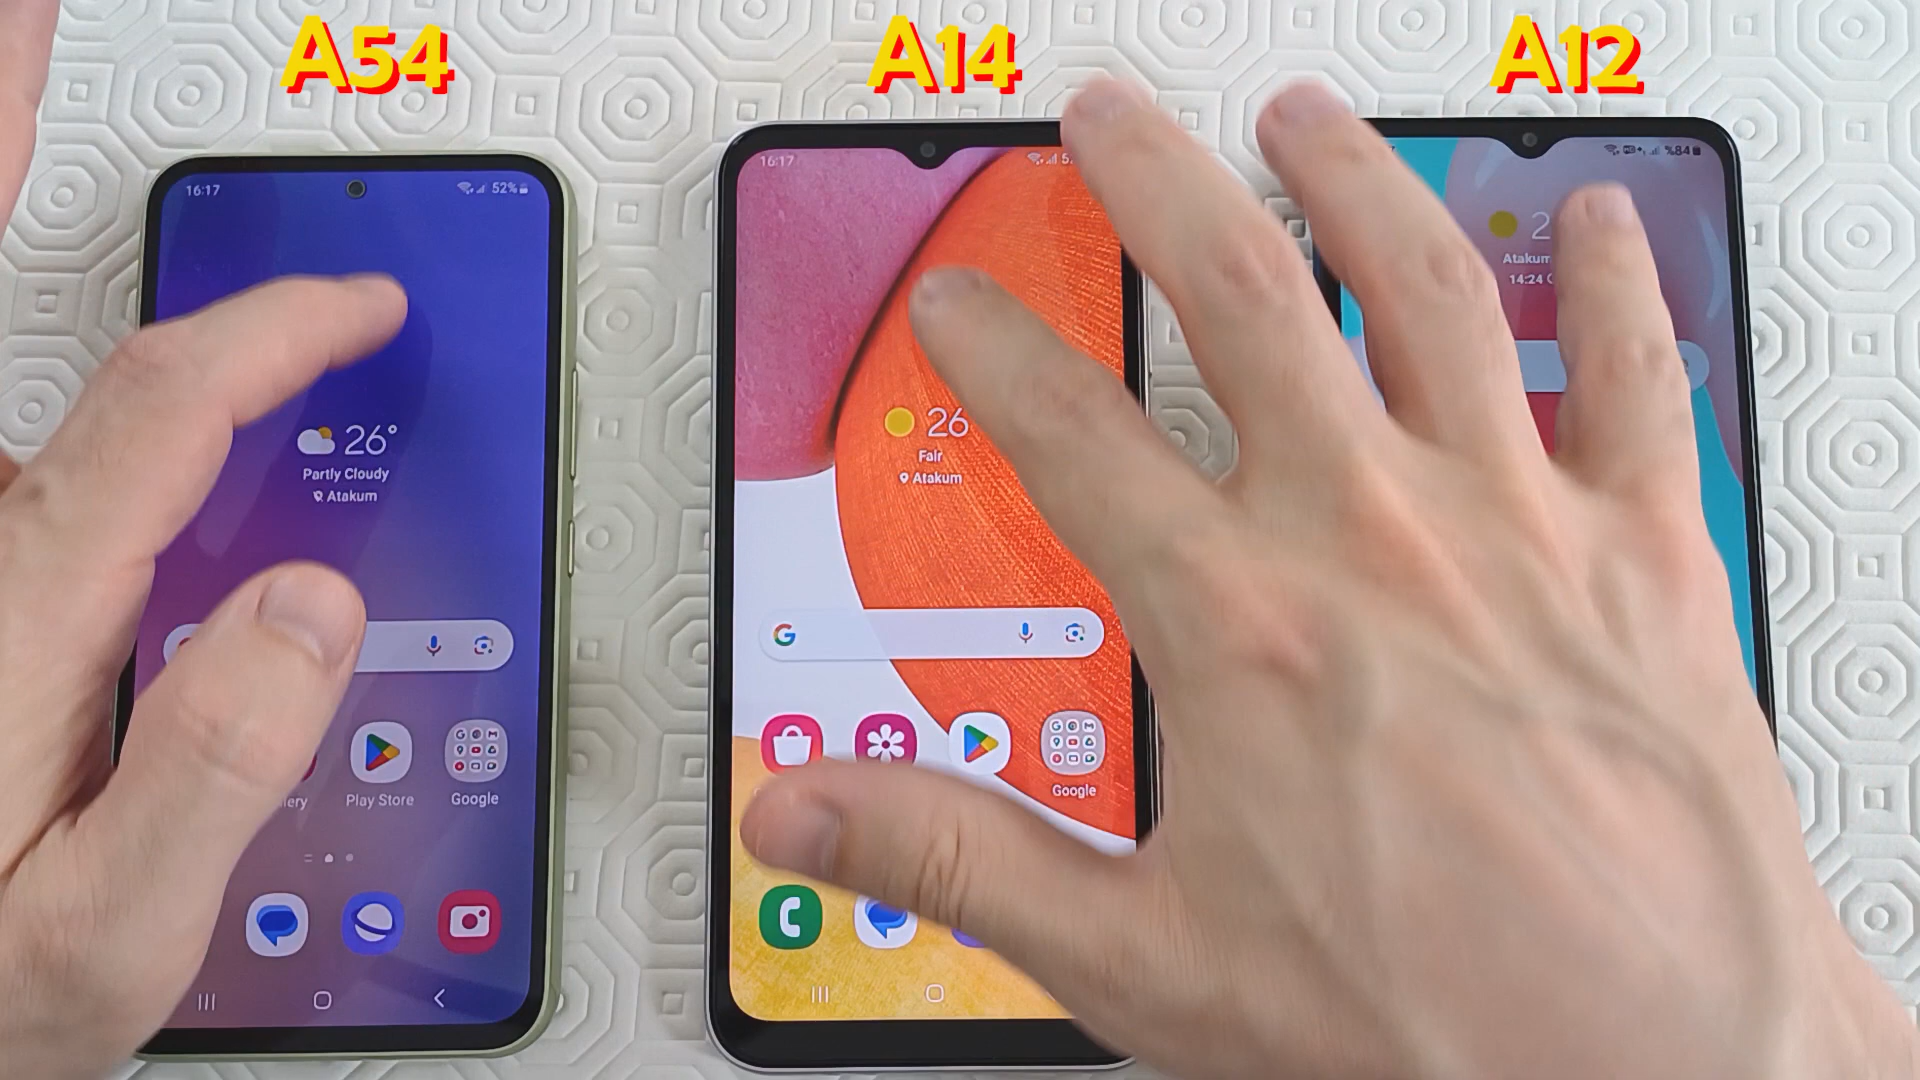 A54
A14
A12
16:17
52%
26°
Partly Cloudy
Atakum
Play Store
Google
16:17
26
Fair
Atakum
G
Google
%84
Atakum
14:24